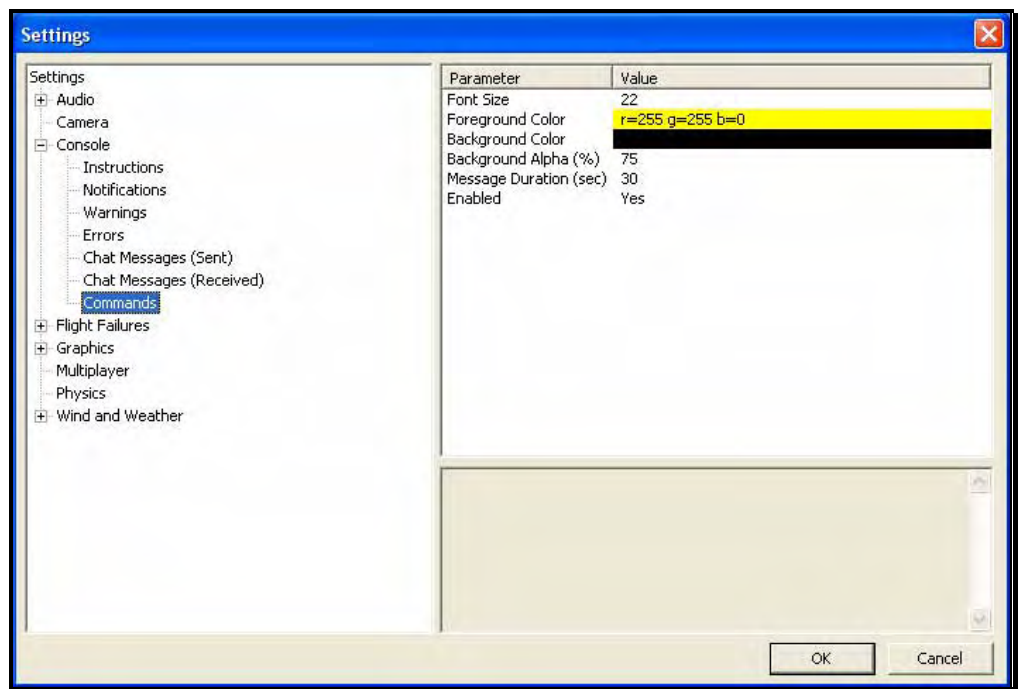 Settings
Settings
Audio
Camera
Console
Instructions
Notifications
Warnings
Errors
Chat Messages (Sent)
Chat Messages (Received)
Commands
Flight Failures
Graphics
Multiplayer
Physics
Wind and Weather
Parameter Value
Font Size 22
Foreground Color r=255 g=255 b=0
Background Color
Background Alpha (%) 75
Message Duration (sec) 30
Enabled Yes
OK Cancel